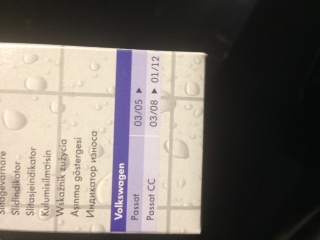 Slitagevarnare
Slidindikator
Slitasjeindikator
Kulumisilmaisin
Wskaźnik zużycia
Aşınma göstergesi
Индикатор износа
Volkswagen
Passat 03/05 ►
Passat CC 03/08 ► 01/12